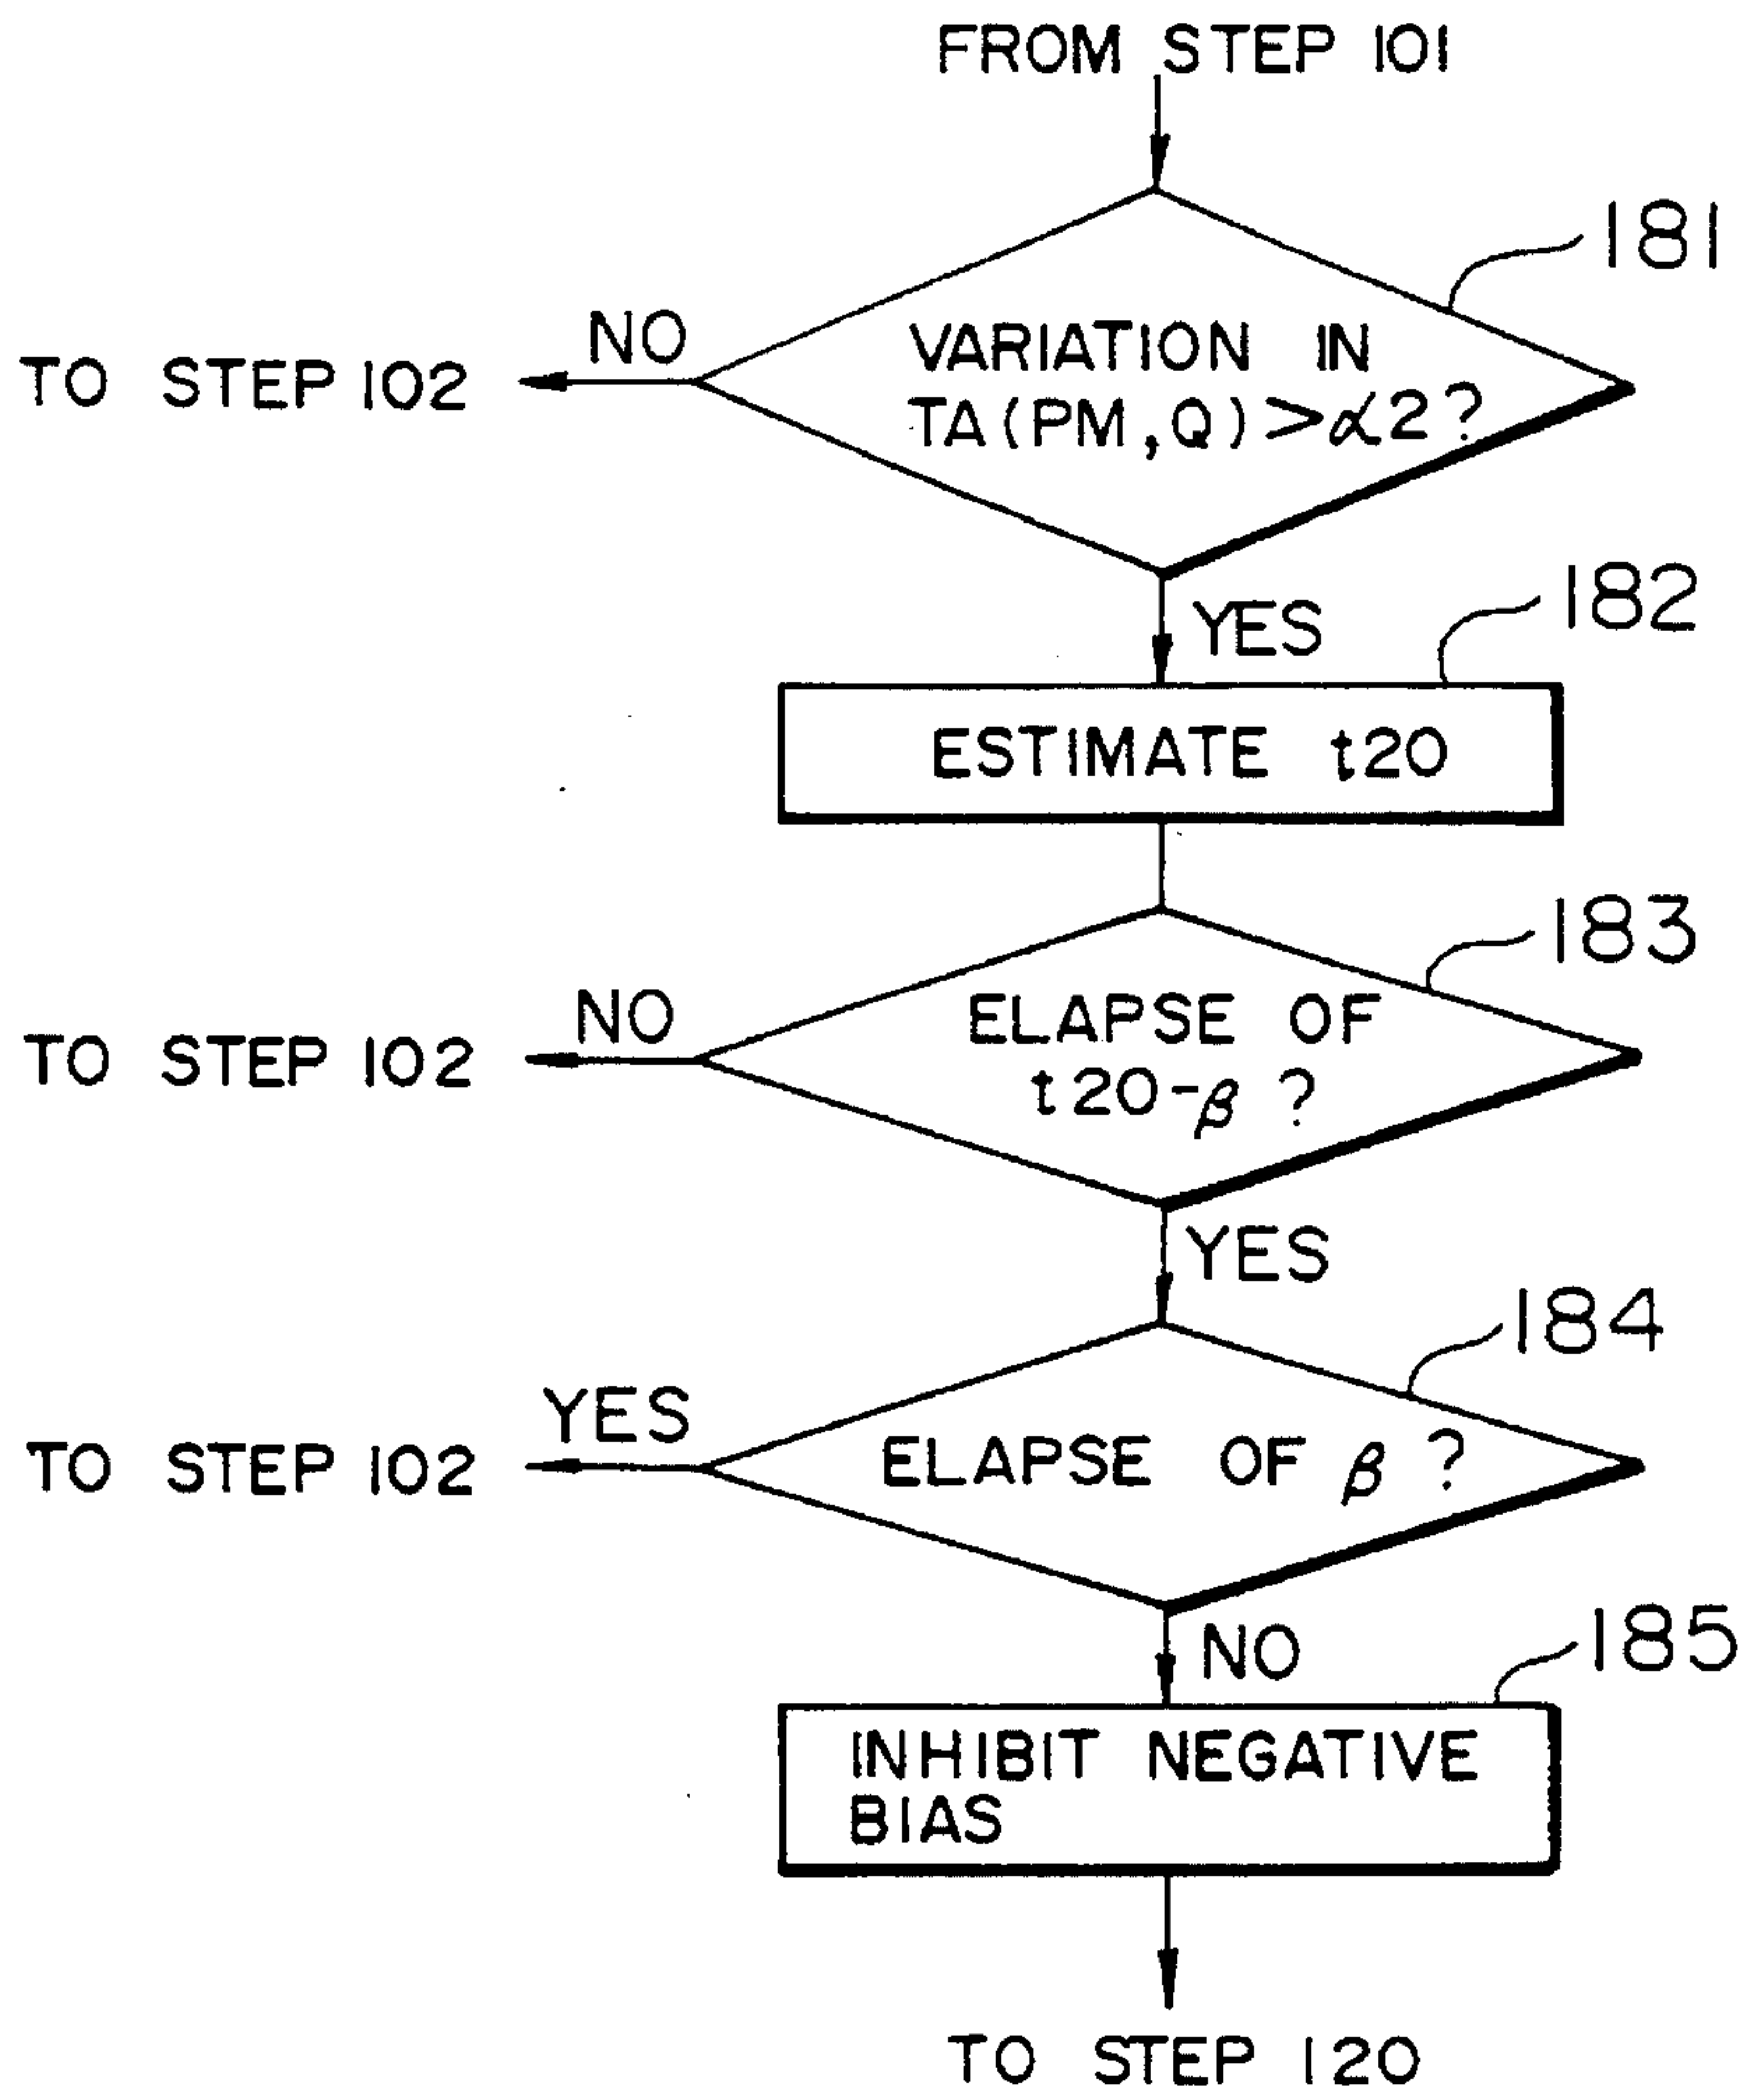 FROM STEP 101
181
NO
VARIATION IN
TO STEP 102
TA(PM,Q)>α2?
YES
182
ESTIMATE t20
183
NO
ELAPSE OF
TO STEP 102
t20-β ?
YES
184
YES
TO STEP 102
ELAPSE OF β ?
NO
185
INHIBIT NEGATIVE
BIAS
TO STEP 120